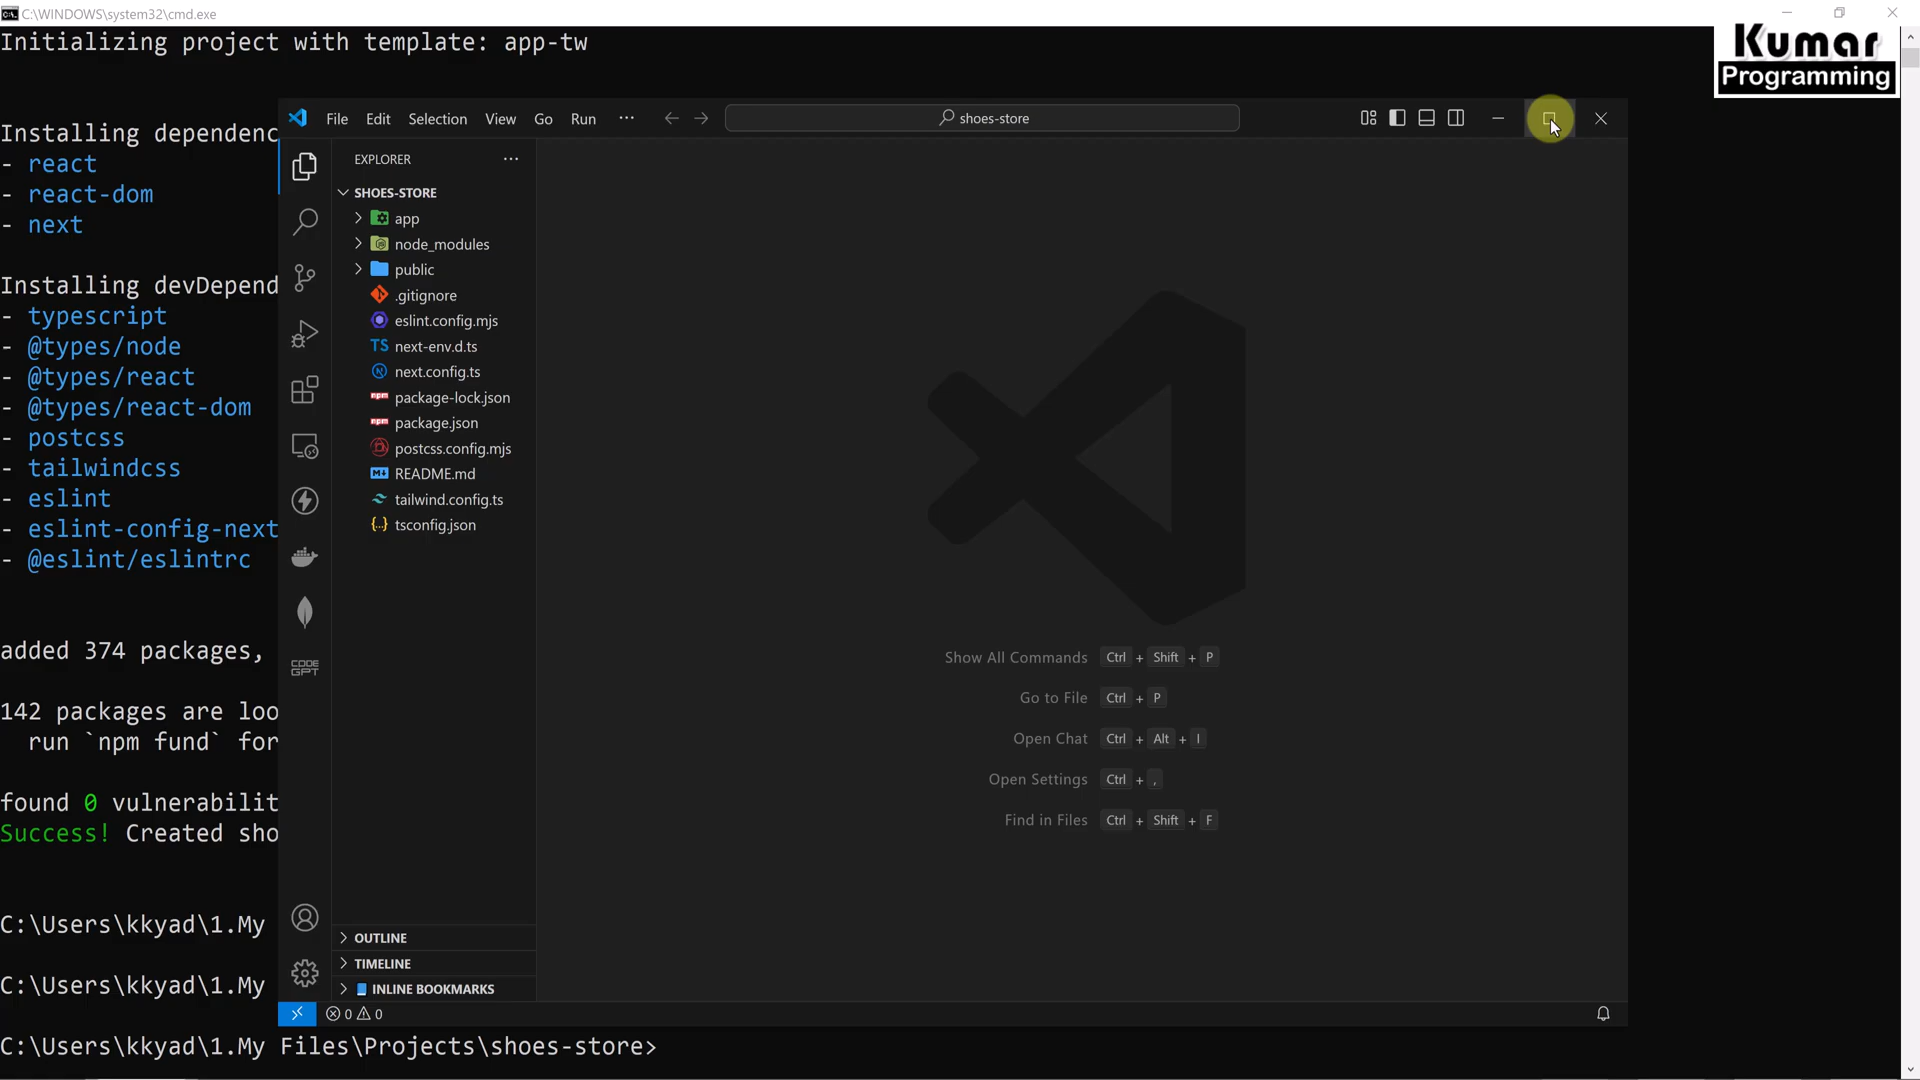 C:\WINDOWS\system32\cmd.exe
Initializing project with template: app-tw
Kumar
Programming
Installing dependenc
- react
- react-dom
- next
Installing devDepend
- typescript
- @types/node
- @types/react
- @types/react-dom
- postcss
- tailwindcss
- eslint
- eslint-config-next
- @eslint/eslintrc
added 374 packages,
142 packages are loo
run `npm fund` for
found 0 vulnerabilit
Success! Created sho
C:\Users\kkyad\1.My
C:\Users\kkyad\1.My
C:\Users\kkyad\1.My Files\Projects\shoes-store>
File Edit Selection View Go Run ··· shoes-store
EXPLORER ···
SHOES-STORE
app
node_modules
public
.gitignore
eslint.config.mjs
TS next-env.d.ts
N next.config.ts
npm package-lock.json
npm package.json
postcss.config.mjs
README.md
tailwind.config.ts
{..} tsconfig.json
CODE
GPT
OUTLINE
TIMELINE
INLINE BOOKMARKS
0 0
Show All Commands Ctrl + Shift + P
Go to File Ctrl + P
Open Chat Ctrl + Alt + I
Open Settings Ctrl + ,
Find in Files Ctrl + Shift + F